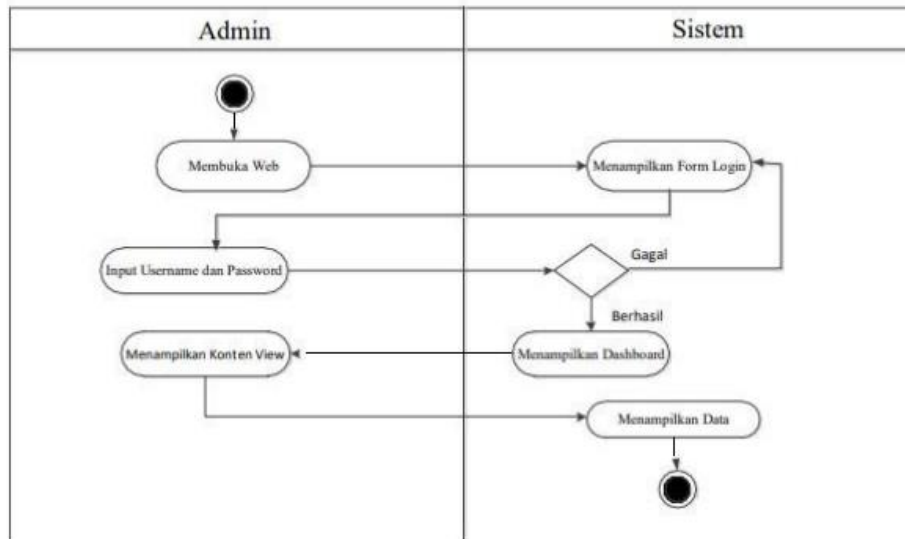 Admin
Sistem
Membuka Web
Menampilkan Form Login
Input Username dan Password
Gagal
Berhasil
Menampilkan Konten View
Menampilkan Dashboard
Menampilkan Data